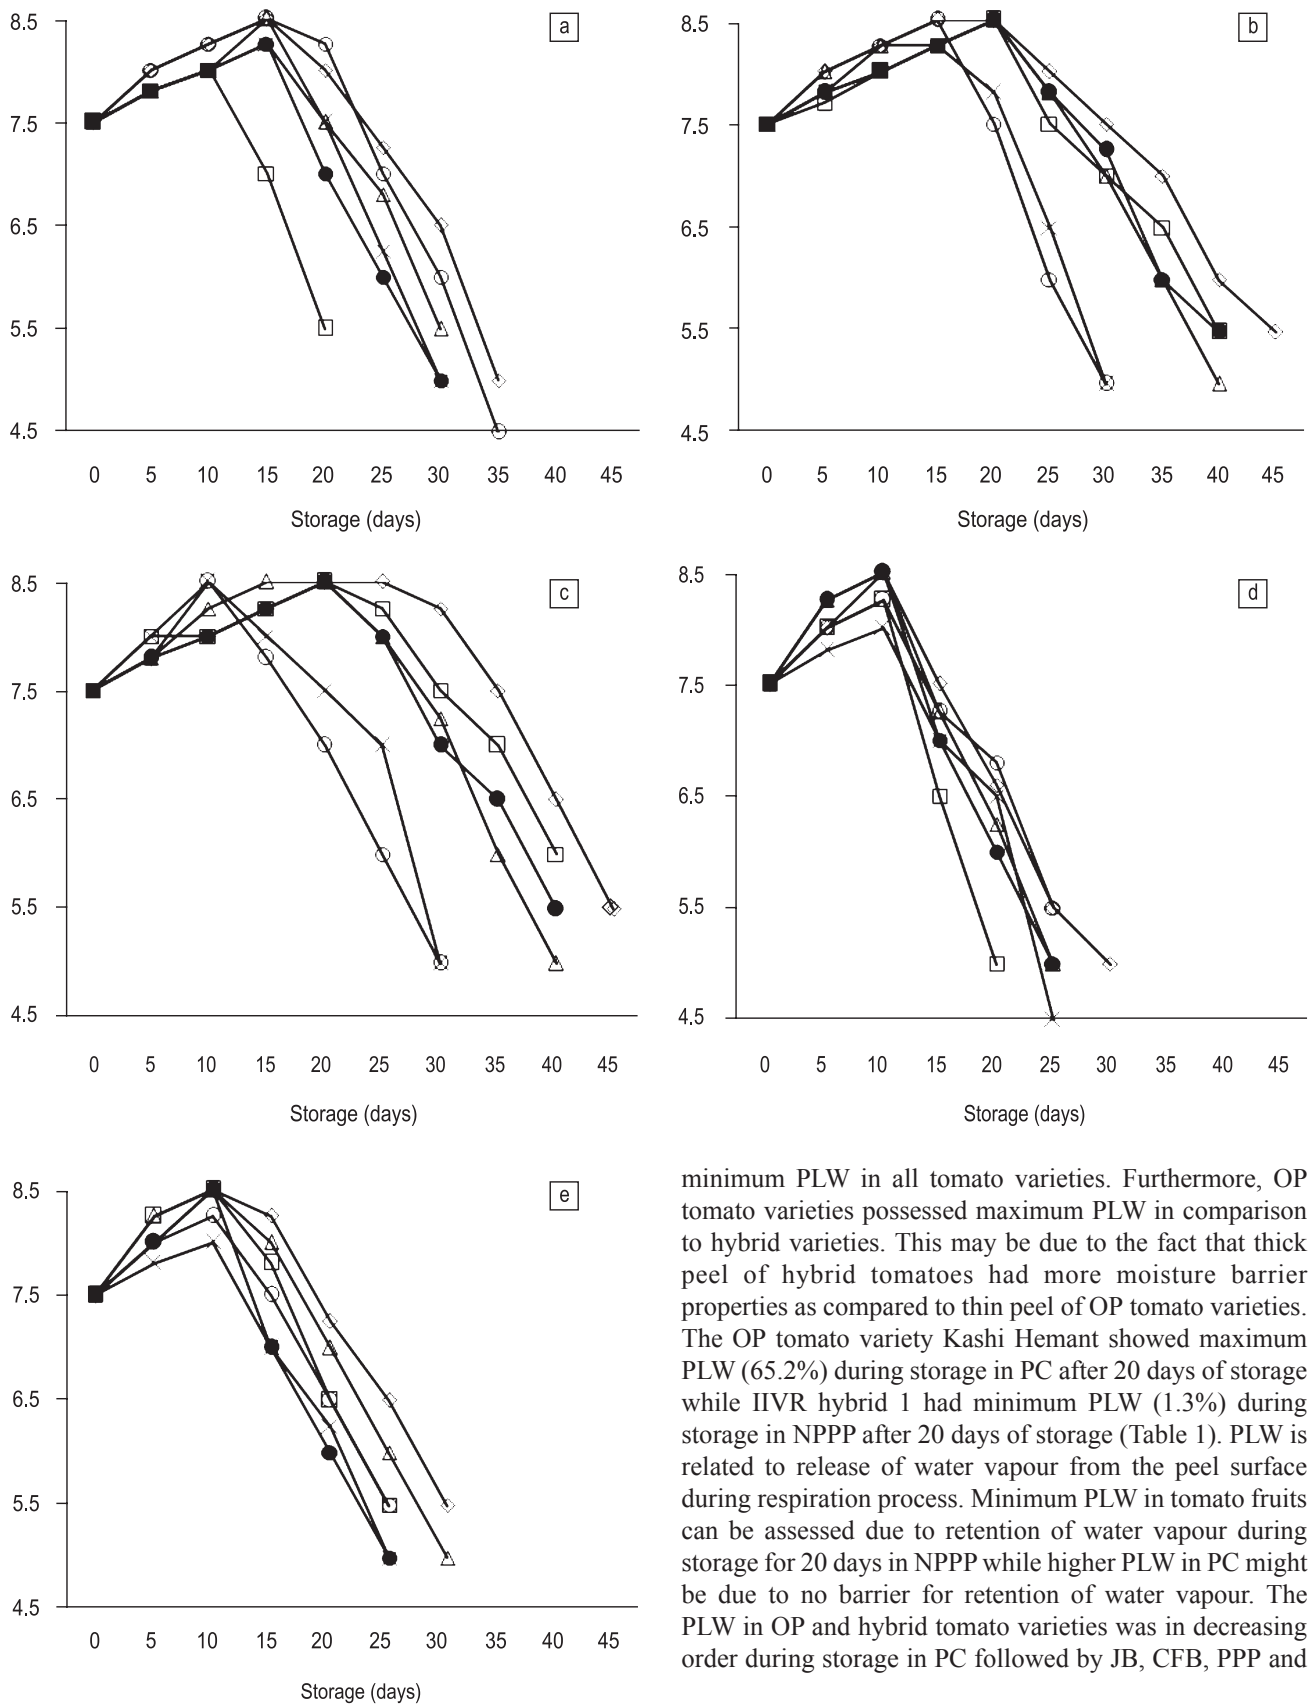 a
8.5
7.5
6.5
5.5
4.5
0 5 10 15 20 25 30 35 40 45
Storage (days)
b
8.5
7.5
6.5
5.5
4.5
0 5 10 15 20 25 30 35 40 45
Storage (days)
c
8.5
7.5
6.5
5.5
4.5
0 5 10 15 20 25 30 35 40 45
Storage (days)
d
8.5
7.5
6.5
5.5
4.5
0 5 10 15 20 25 30 35 40 45
Storage (days)
e
8.5
7.5
6.5
5.5
4.5
0 5 10 15 20 25 30 35 40 45
Storage (days)
minimum PLW in all tomato varieties. Furthermore, OP
tomato varieties possessed maximum PLW in comparison
to hybrid varieties. This may be due to the fact that thick
peel of hybrid tomatoes had more moisture barrier
properties as compared to thin peel of OP tomato varieties.
The OP tomato variety Kashi Hemant showed maximum
PLW (65.2%) during storage in PC after 20 days of storage
while IIVR hybrid 1 had minimum PLW (1.3%) during
storage in NPPP after 20 days of storage (Table 1). PLW is
related to release of water vapour from the peel surface
during respiration process. Minimum PLW in tomato fruits
can be assessed due to retention of water vapour during
storage for 20 days in NPPP while higher PLW in PC might
be due to no barrier for retention of water vapour. The
PLW in OP and hybrid tomato varieties was in decreasing
order during storage in PC followed by JB, CFB, PPP and